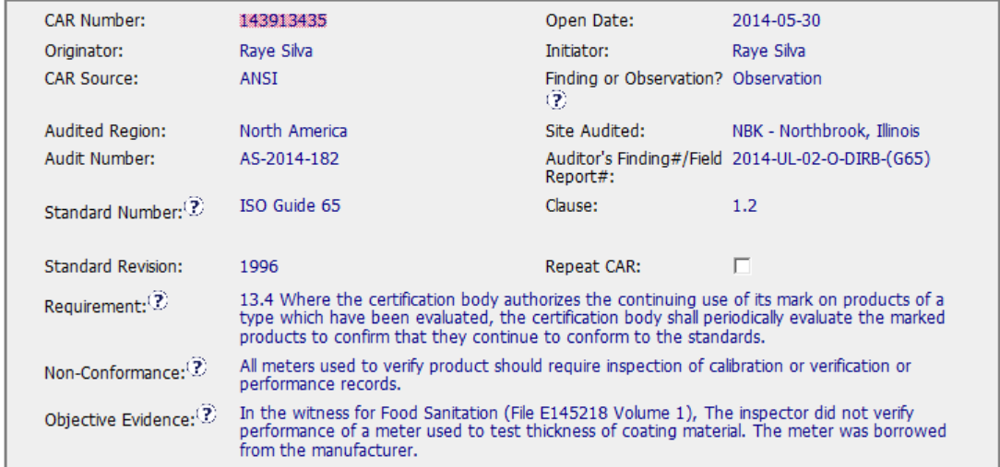 CAR Number: 143913435 Open Date: 2014-05-30
Originator: Raye Silva Initiator: Raye Silva
CAR Source: ANSI Finding or Observation? Observation
?
Audited Region: North America Site Audited: NBK - Northbrook, Illinois
Audit Number: AS-2014-182 Auditor's Finding#/Field 2014-UL-02-O-DIRB-(G65)
Report#:
Standard Number: ? ISO Guide 65 Clause: 1.2
Standard Revision: 1996 Repeat CAR:
Requirement: ? 13.4 Where the certification body authorizes the continuing use of its mark on products of a
type which have been evaluated, the certification body shall periodically evaluate the marked
products to confirm that they continue to conform to the standards.
Non-Conformance: ? All meters used to verify product should require inspection of calibration or verification or
performance records.
Objective Evidence: ? In the witness for Food Sanitation (File E145218 Volume 1), The inspector did not verify
performance of a meter used to test thickness of coating material. The meter was borrowed
from the manufacturer.